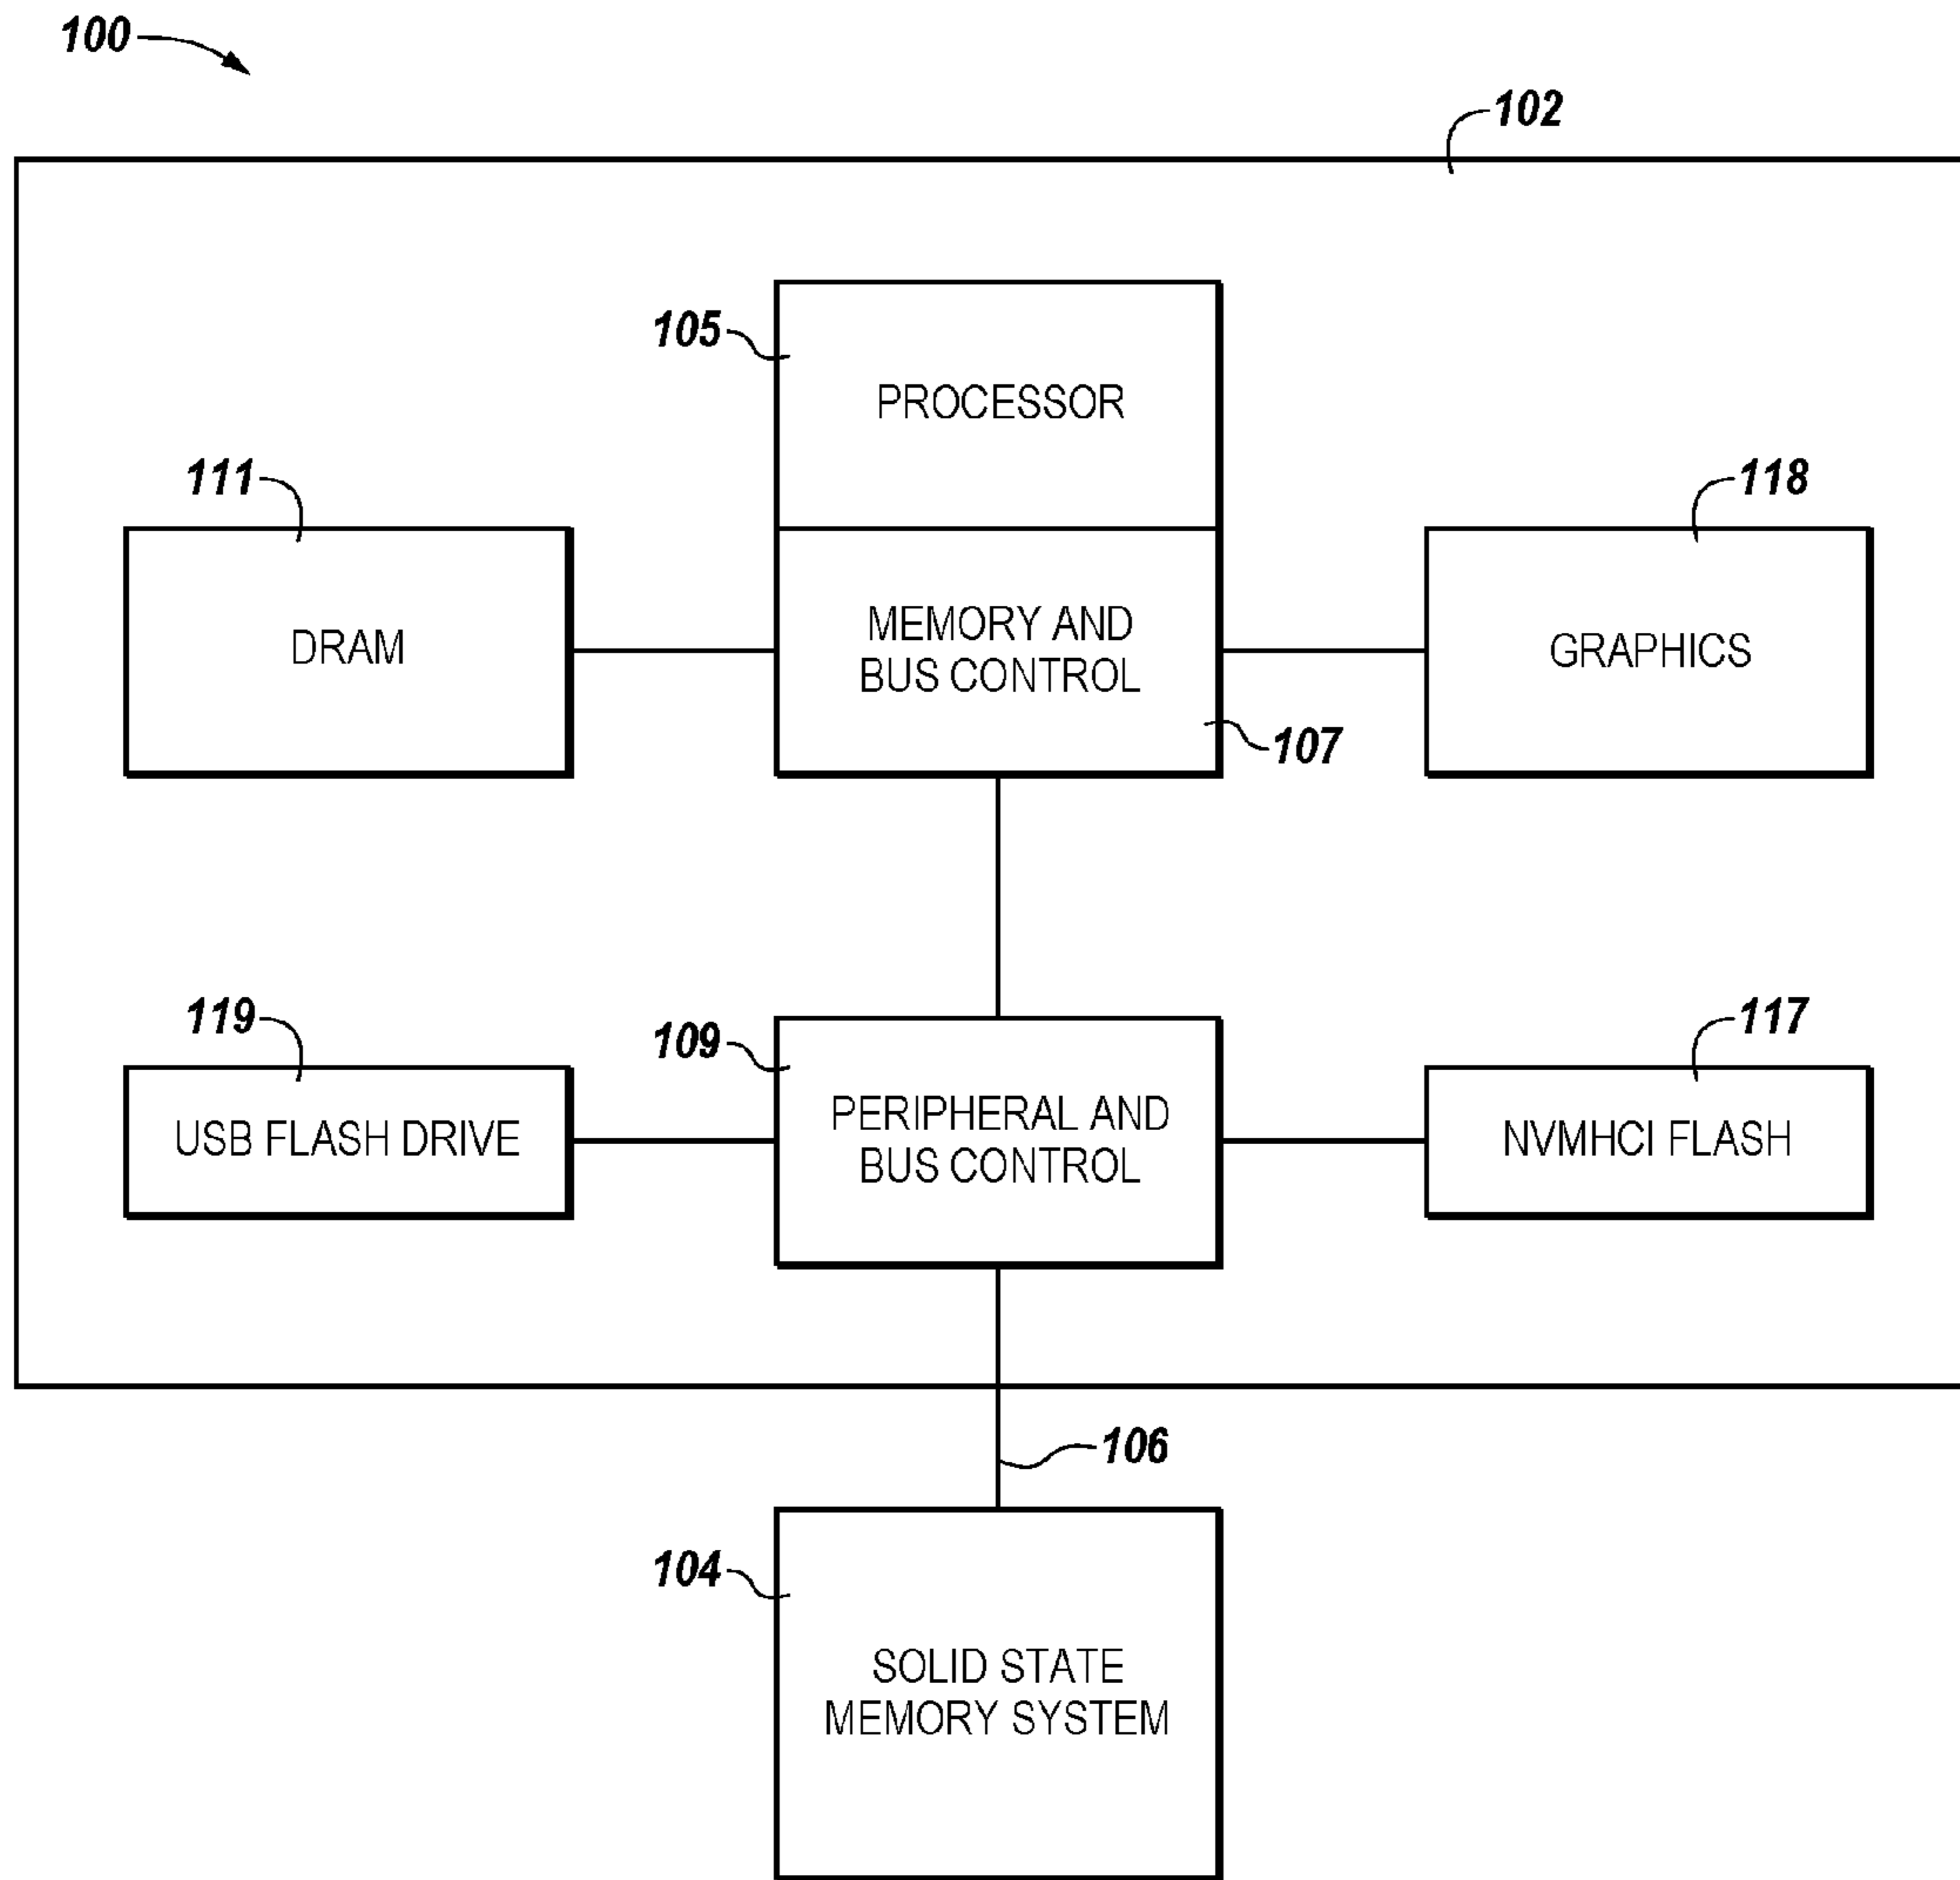 100
102
105
PROCESSOR
111
118
DRAM
MEMORY AND
BUS CONTROL
GRAPHICS
107
119
109
117
USB FLASH DRIVE
PERIPHERAL AND
BUS CONTROL
NVMHCI FLASH
106
104
SOLID STATE
MEMORY SYSTEM